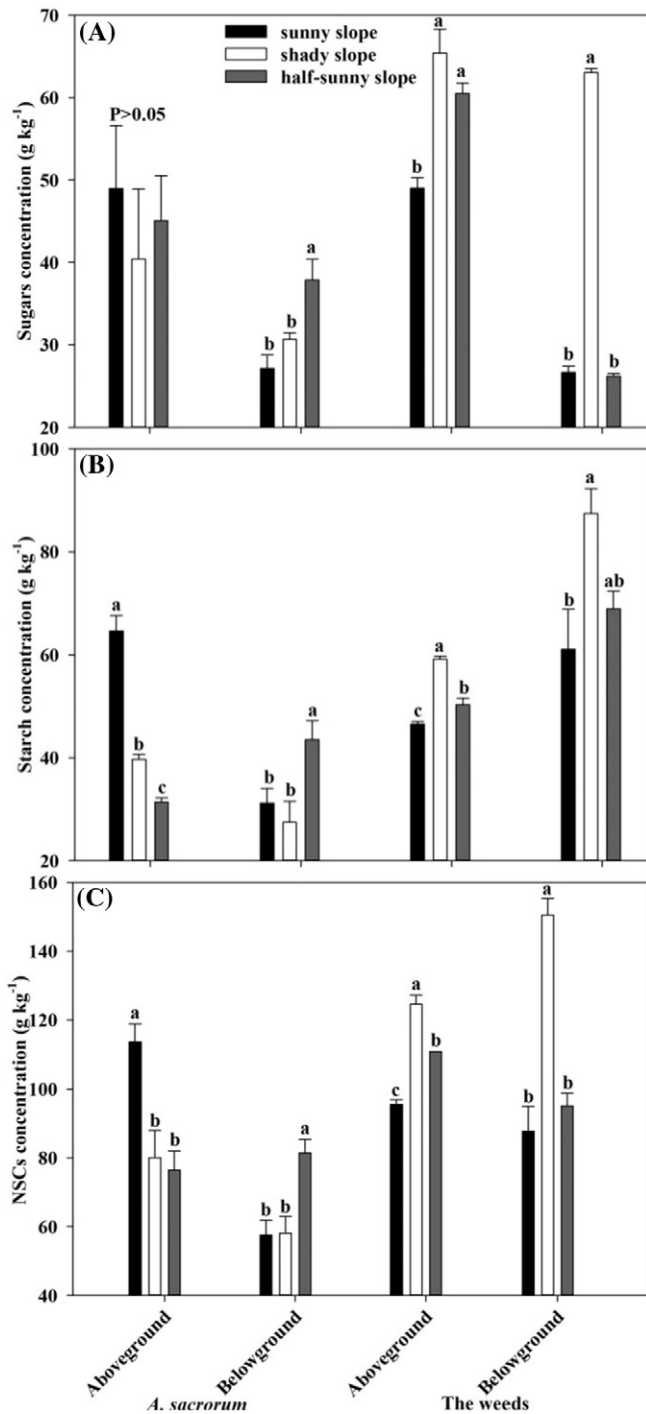 (A)
sunny slope
shady slope
half-sunny slope
P>0.05
b
b
a
b
a
a
b
a
b
Sugars concentration (g kg-1)
70
60
50
40
30
20
(B)
a
b
c
b
b
a
c
a
b
b
a
ab
Starch concentration (g kg-1)
100
80
60
40
20
(C)
a
b
b
b
b
a
c
a
b
b
a
b
NSCs concentration (g kg-1)
160
140
120
100
80
60
40
Aboveground
Belowground
Aboveground
Belowground
A. sacrorum
The weeds